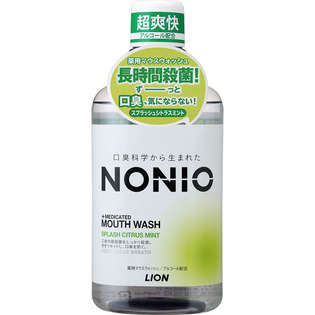 超爽快
アルコール配合
薬用マウスウォッシュ
長時間殺菌!
ず――っと
口臭、気にならない!
スプラッシュシトラスミント
口臭科学から生まれた
NONIO
+MEDICATED
MOUTH WASH
SPLASH CITRUS MINT
薬用マウスウォッシュ/アルコール配合
LION